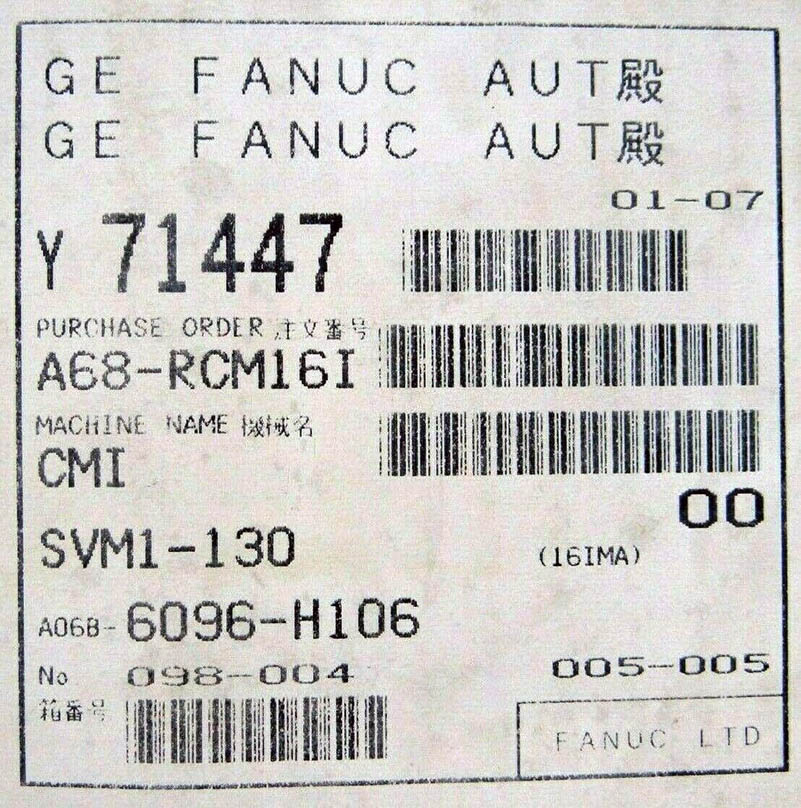 GE FANUC AUT殿
GE FANUC AUT殿
01-07
Y 71447
PURCHASE ORDER 注文番号
A68-RCM16I
MACHINE NAME 機械名
CMI
00
SVM1-130 (16IMA)
A06B-6096-H106
No 098-004 005-005
箱番号
FANUC LTD